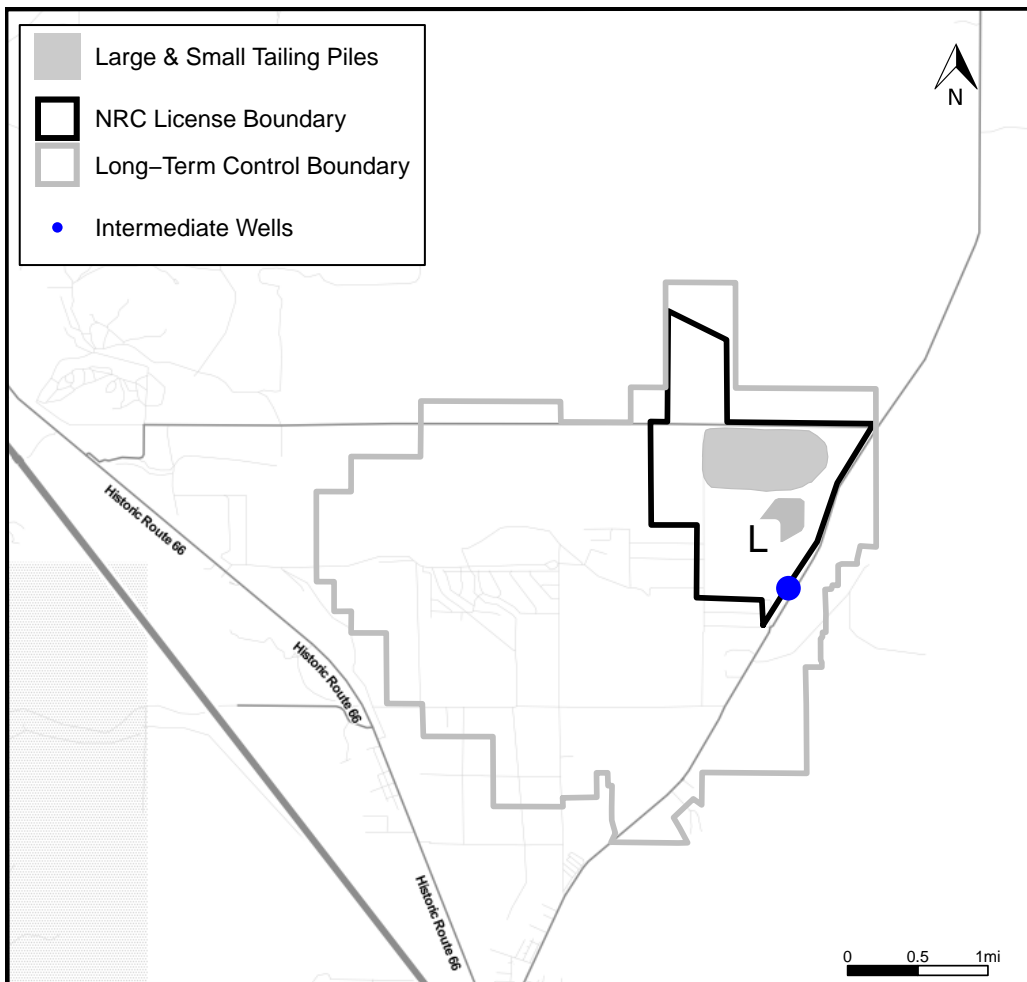 Large & Small Tailing Piles
NRC License Boundary
Long−Term Control Boundary
Intermediate Wells
N
Historic Route 66
L
Historic Route 66
Historic Route 66
0 0.5 1mi